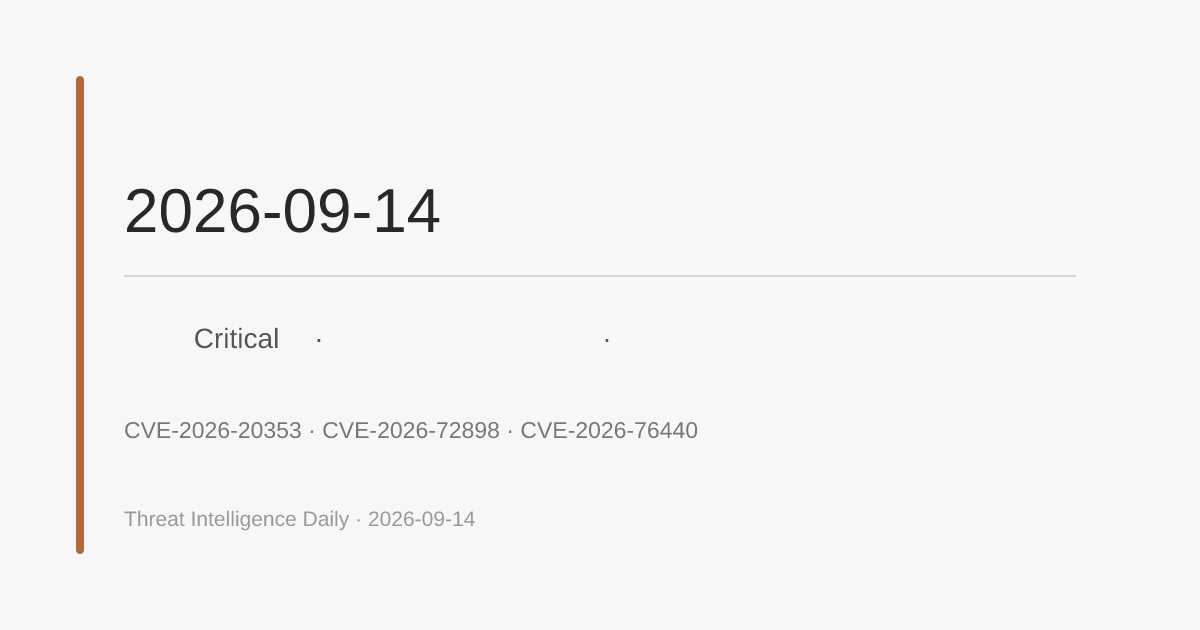 2026-09-14
Critical · ·
CVE-2026-20353 · CVE-2026-72898 · CVE-2026-76440
Threat Intelligence Daily · 2026-09-14